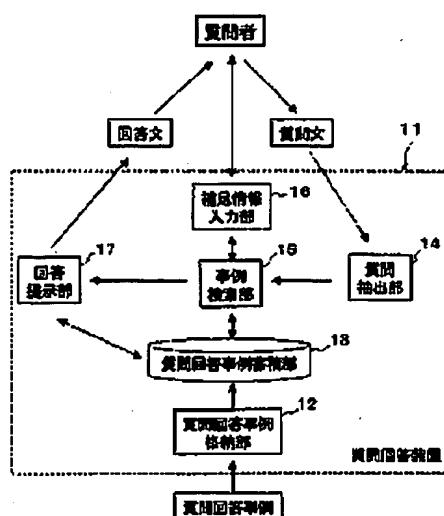 質問者
回答文
質問文
11
補足情報
入力部
16
17
回答
提示部
15
事例
検索部
14
質問
抽出部
13
質問回答事例蓄積部
12
質問回答事例
格納部
質問回答装置
質問回答事例